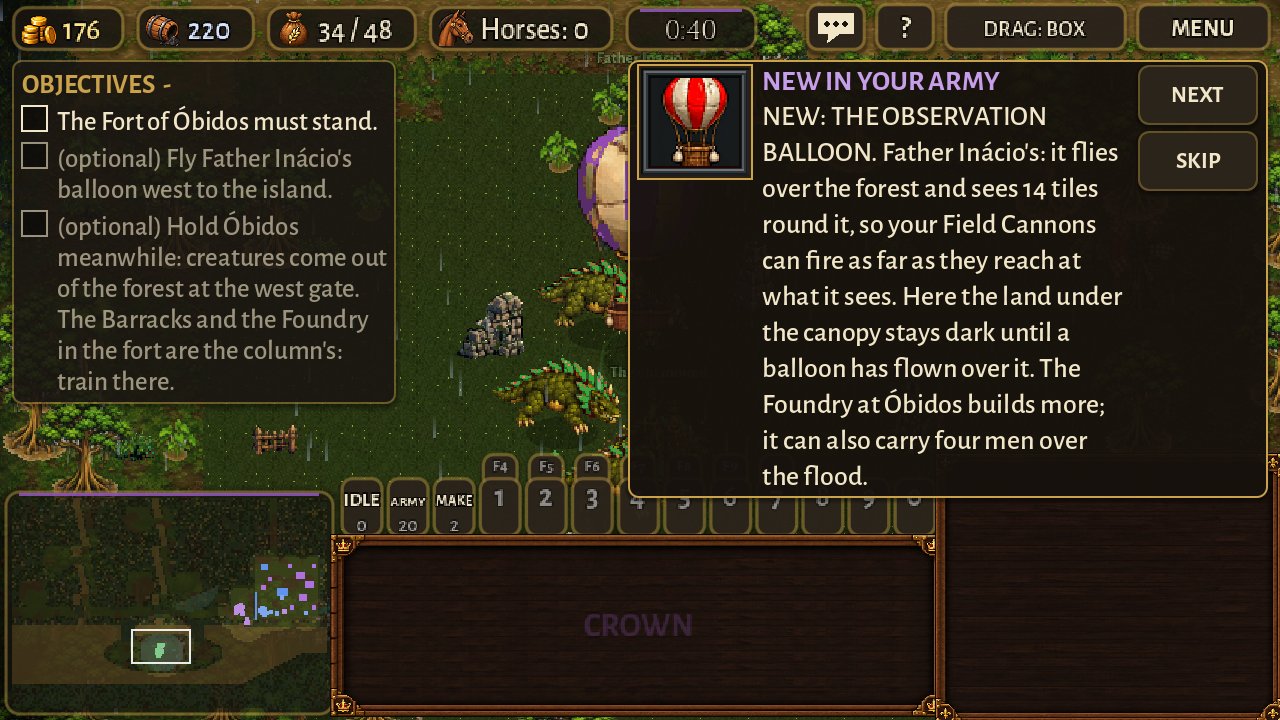 176
220
34 / 48
Horses: 0
0:40
?
DRAG: BOX
MENU
OBJECTIVES -
The Fort of Óbidos must stand.
(optional) Fly Father Inácio's
balloon west to the island.
(optional) Hold Óbidos
meanwhile: creatures come out
of the forest at the west gate.
The Barracks and the Foundry
in the fort are the column's:
train there.
NEW IN YOUR ARMY
NEW: THE OBSERVATION
BALLOON. Father Inácio's: it flies
over the forest and sees 14 tiles
round it, so your Field Cannons
can fire as far as they reach at
what it sees. Here the land under
the canopy stays dark until a
balloon has flown over it. The
Foundry at Óbidos builds more;
it can also carry four men over
the flood.
NEXT
SKIP
F4
F5
F6
IDLE
0
ARMY
20
MAKE
2
1
2
3
4
5
6
7
8
9
0
CROWN